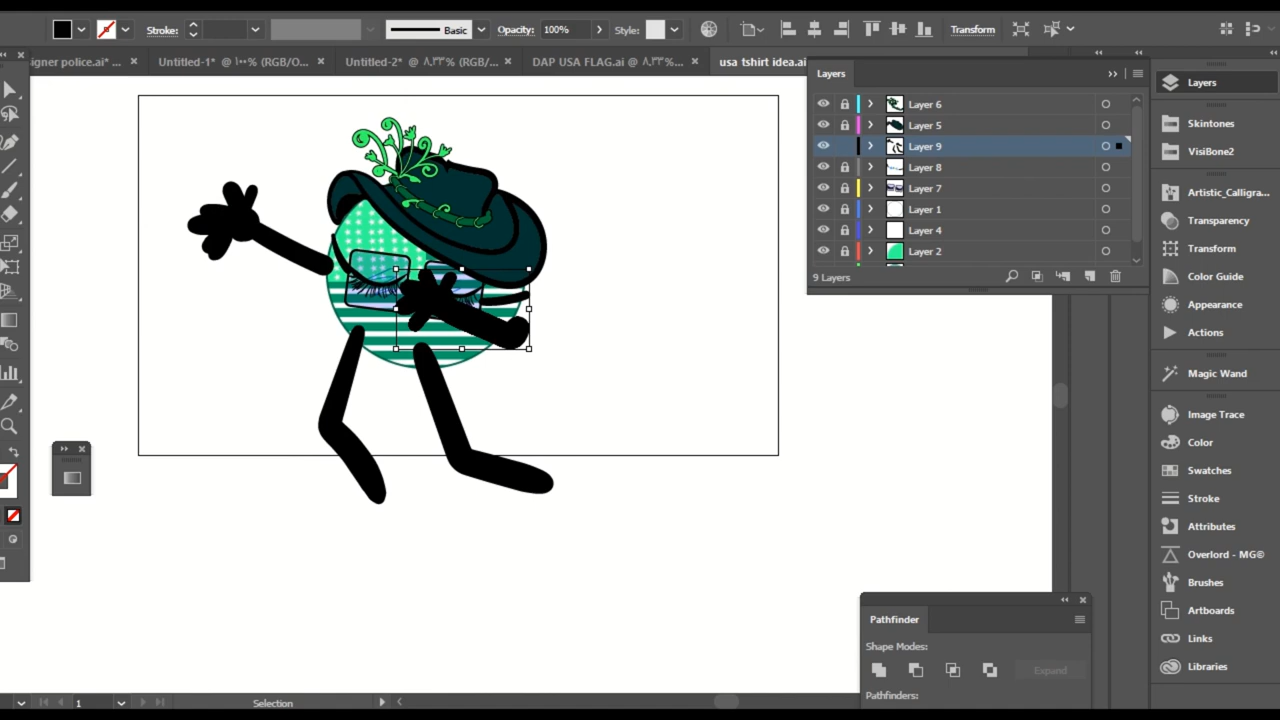 Stroke:
Basic
Opacity:
100%
Style:
Transform
igner police.ai* ...
Untitled-1* @ ١٠٠% (RGB/O...
Untitled-2* @ ٨,٣٣% (RGB/...
DAP USA FLAG.ai @ ٨,٣٣%...
usa tshirt idea.ai
Layers
Layer 6
Layer 5
Layer 9
Layer 8
Layer 7
Layer 1
Layer 4
Layer 2
9 Layers
Layers
Skintones
VisiBone2
Artistic_Calligra...
Transparency
Transform
Color Guide
Appearance
Actions
Magic Wand
Image Trace
Color
Swatches
Stroke
Attributes
Overlord - MG©
Brushes
Artboards
Links
Libraries
Pathfinder
Shape Modes:
Expand
Pathfinders:
1
Selection